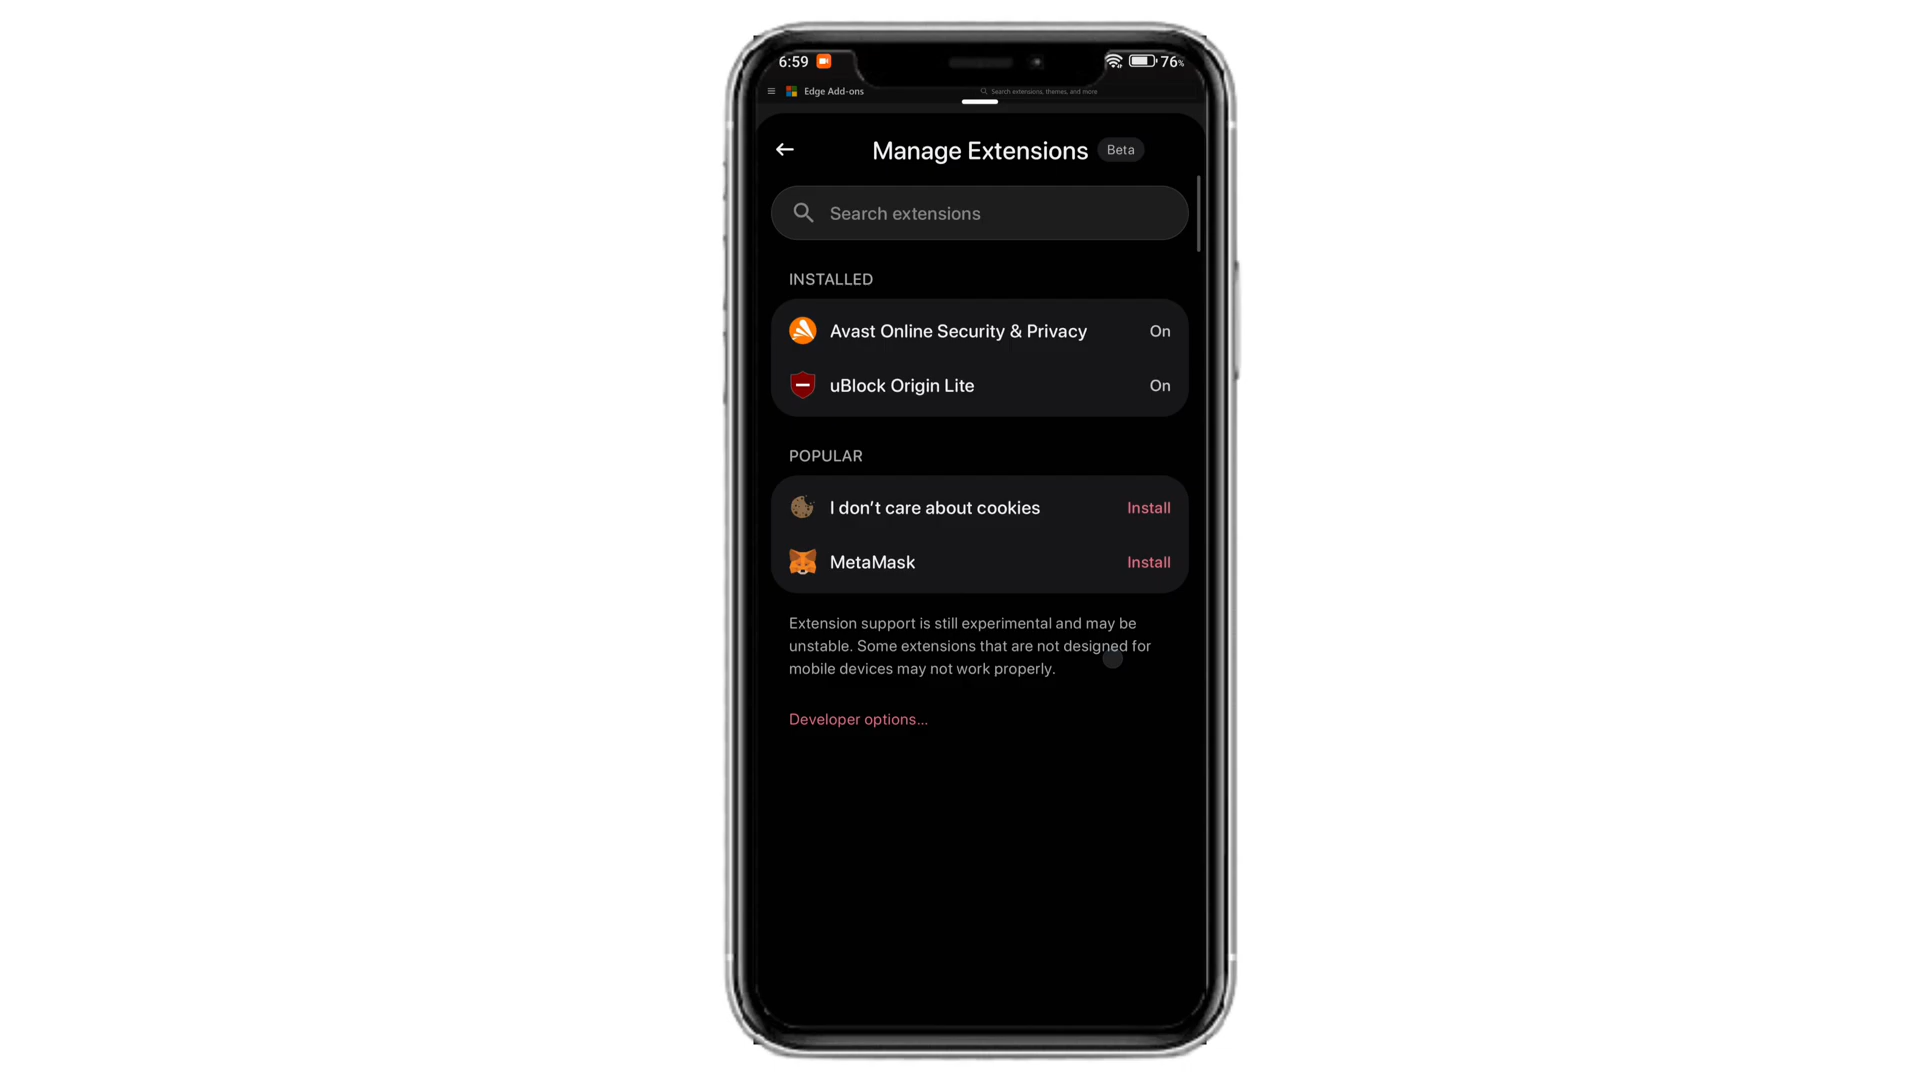 6:59 76%
Edge Add-ons Search extensions, themes, and more
Manage Extensions Beta
Search extensions
INSTALLED
Avast Online Security & Privacy On
uBlock Origin Lite On
POPULAR
I don’t care about cookies Install
MetaMask Install
Extension support is still experimental and may be
unstable. Some extensions that are not designed for
mobile devices may not work properly.
Developer options...